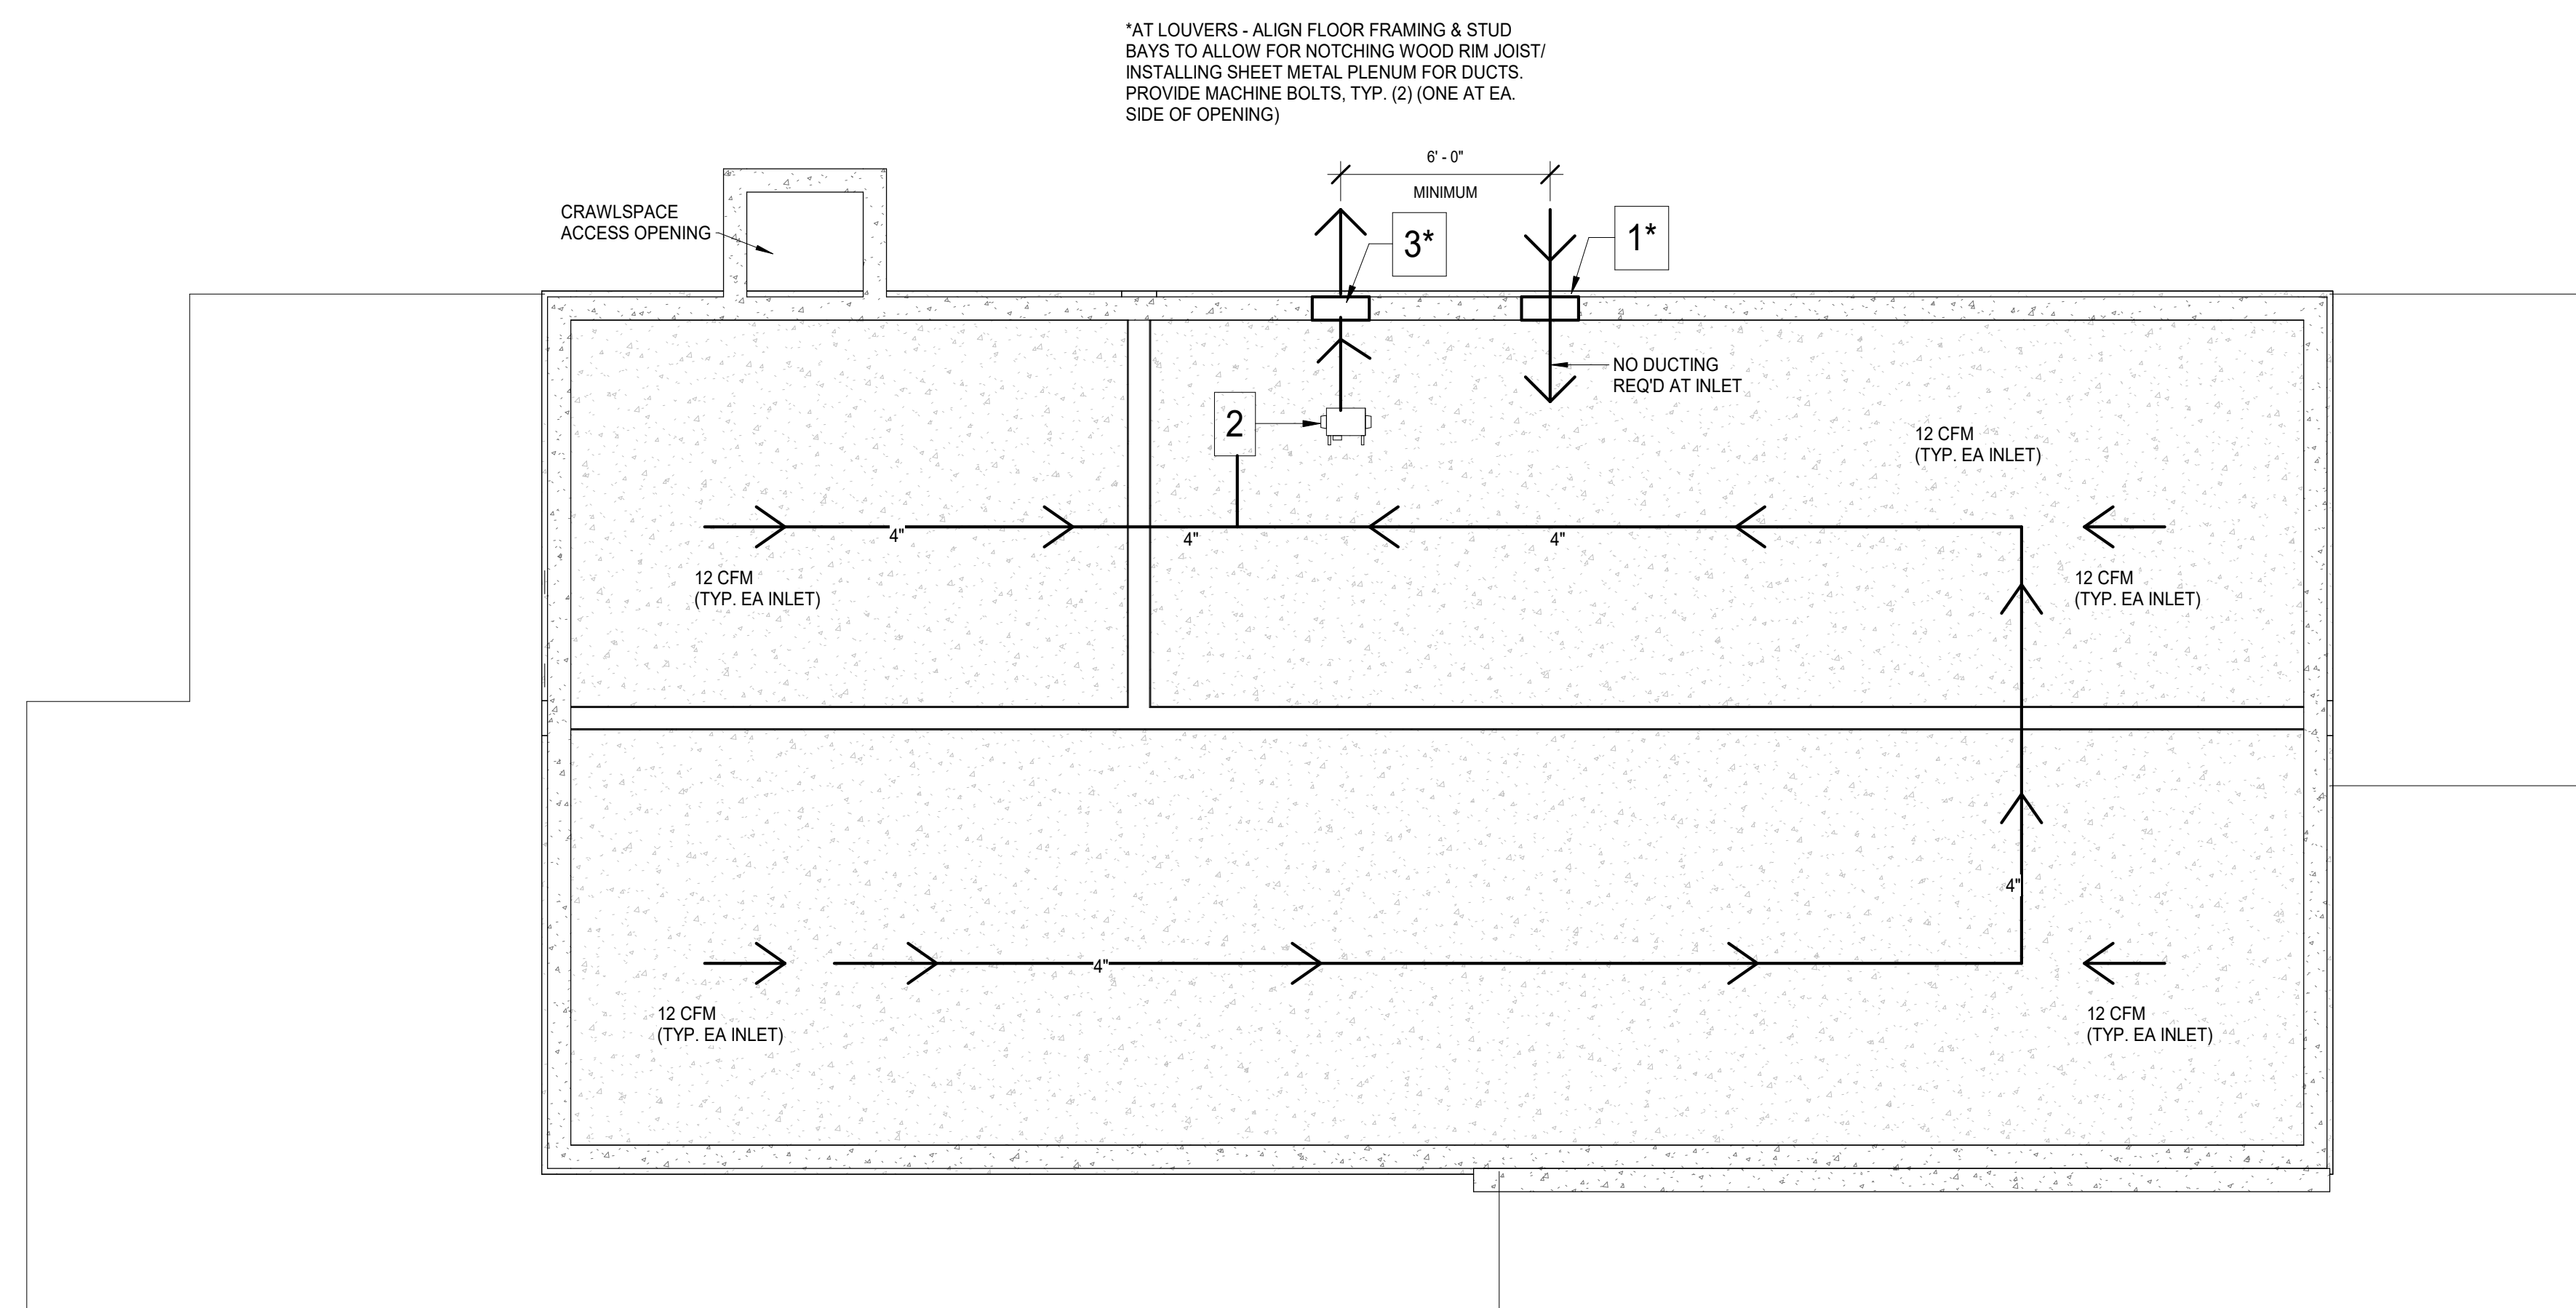 *AT LOUVERS - ALIGN FLOOR FRAMING & STUD
BAYS TO ALLOW FOR NOTCHING WOOD RIM JOIST/
INSTALLING SHEET METAL PLENUM FOR DUCTS.
PROVIDE MACHINE BOLTS, TYP. (2) (ONE AT EA.
SIDE OF OPENING)
6' - 0"
MINIMUM
CRAWLSPACE
ACCESS OPENING
3*
1*
NO DUCTING
REQ'D AT INLET
2
12 CFM
(TYP. EA INLET)
4"
4"
4"
12 CFM
(TYP. EA INLET)
12 CFM
(TYP. EA INLET)
4"
4"
12 CFM
(TYP. EA INLET)
12 CFM
(TYP. EA INLET)